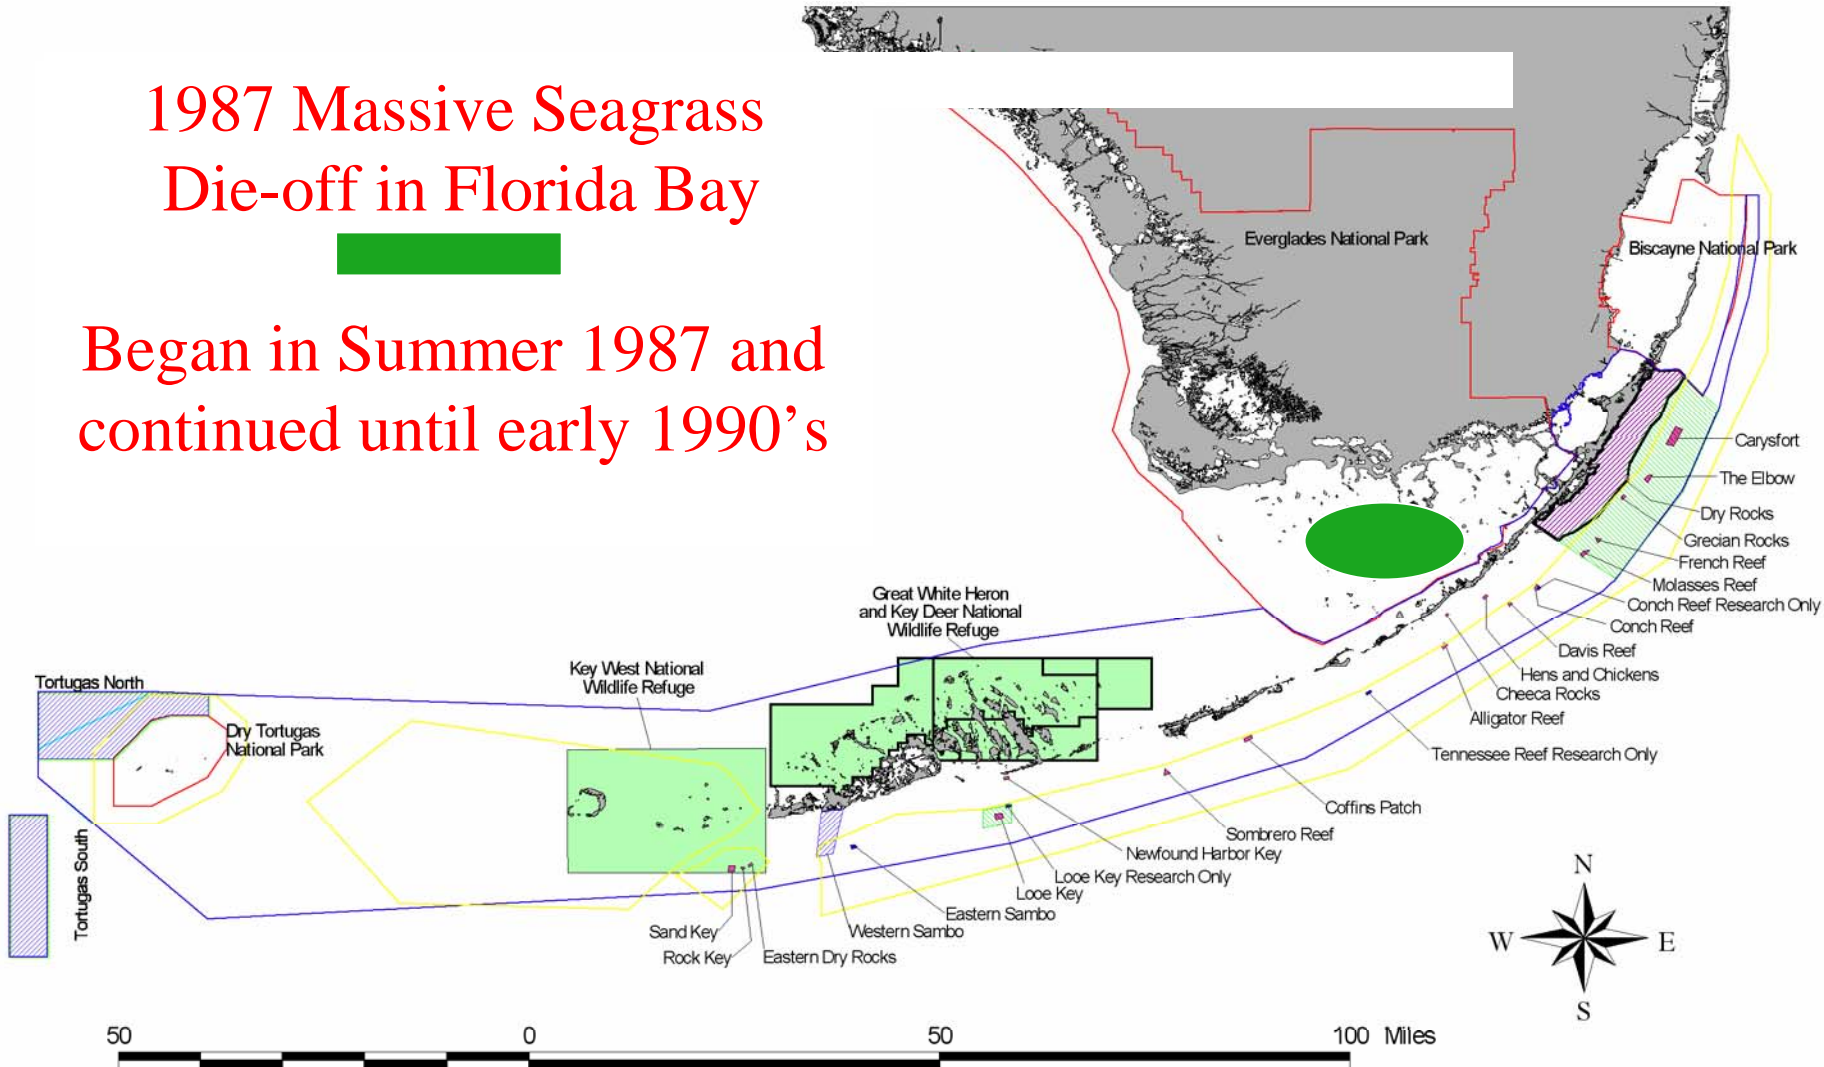 1987 Massive Seagrass
Die-off in Florida Bay
Began in Summer 1987 and
continued until early 1990's
Everglades National Park
Biscayne National Park
Carysfort
The Elbow
Dry Rocks
Grecian Rocks
French Reef
Molasses Reef
Conch Reef Research Only
Conch Reef
Davis Reef
Hens and Chickens
Cheeca Rocks
Alligator Reef
Tennessee Reef Research Only
Coffins Patch
Sombrero Reef
Newfound Harbor Key
Looe Key Research Only
Looe Key
Eastern Sambo
Western Sambo
Great White Heron
and Key Deer National
Wildlife Refuge
Key West National
Wildlife Refuge
Tortugas North
Dry Tortugas
National Park
Tortugas South
Sand Key
Rock Key
Eastern Dry Rocks
N
W
E
S
50 0 50 100 Miles